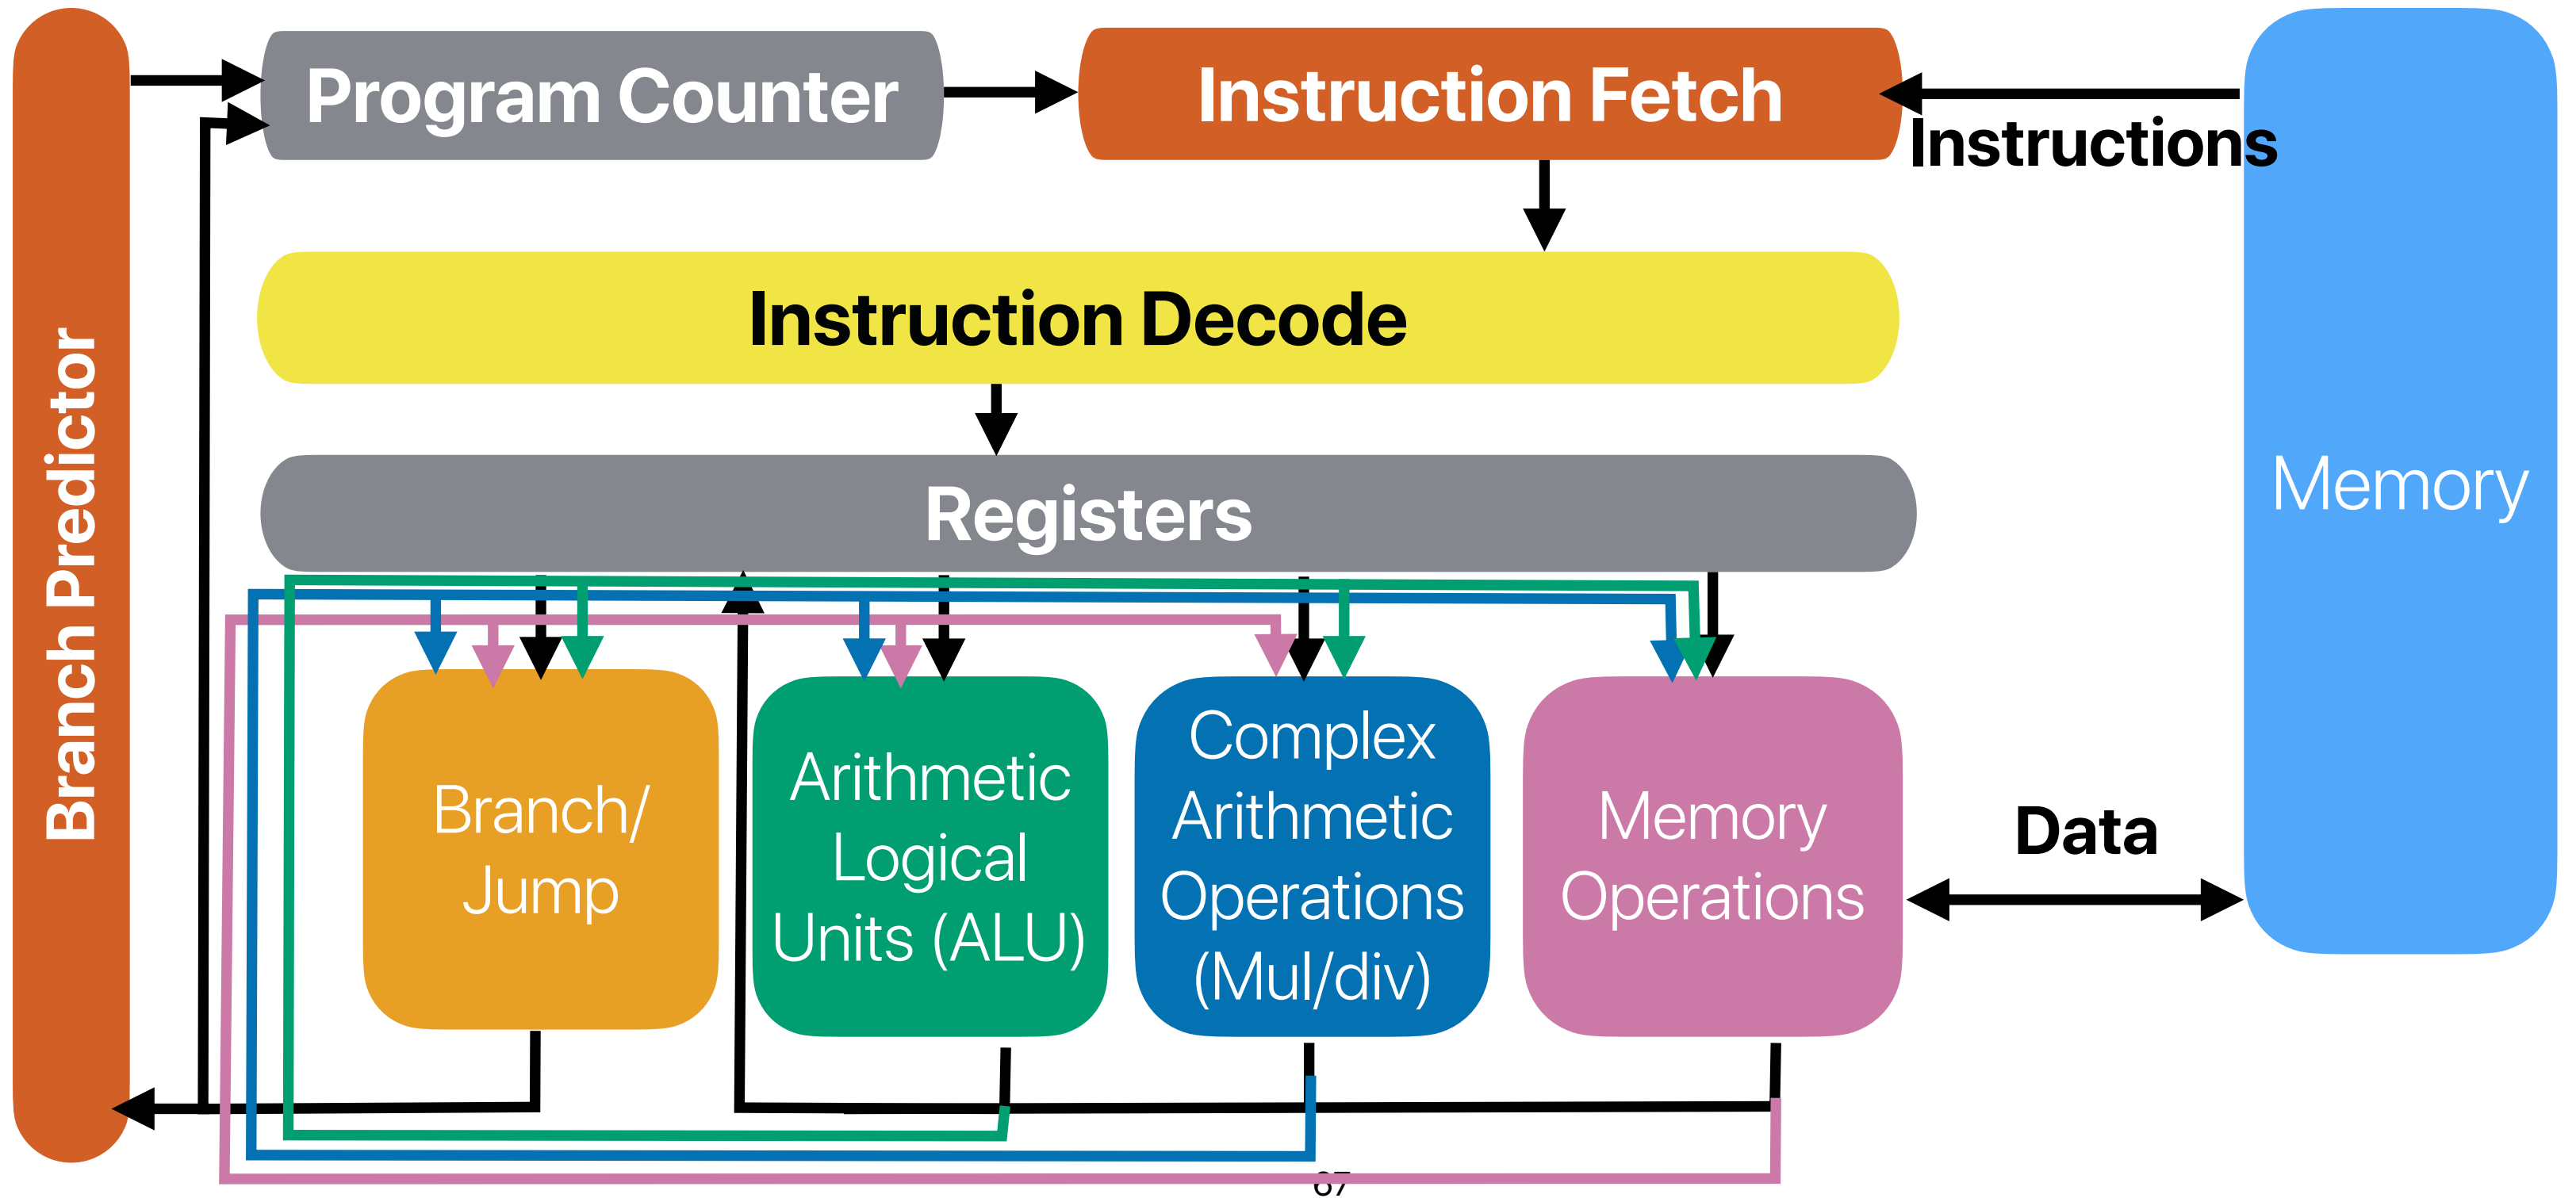 Branch Predictor
Program Counter
Instruction Fetch
Instructions
Instruction Decode
Registers
Memory
Branch/
Jump
Arithmetic
Logical
Units (ALU)
Complex
Arithmetic
Operations
(Mul/div)
Memory
Operations
Data
67